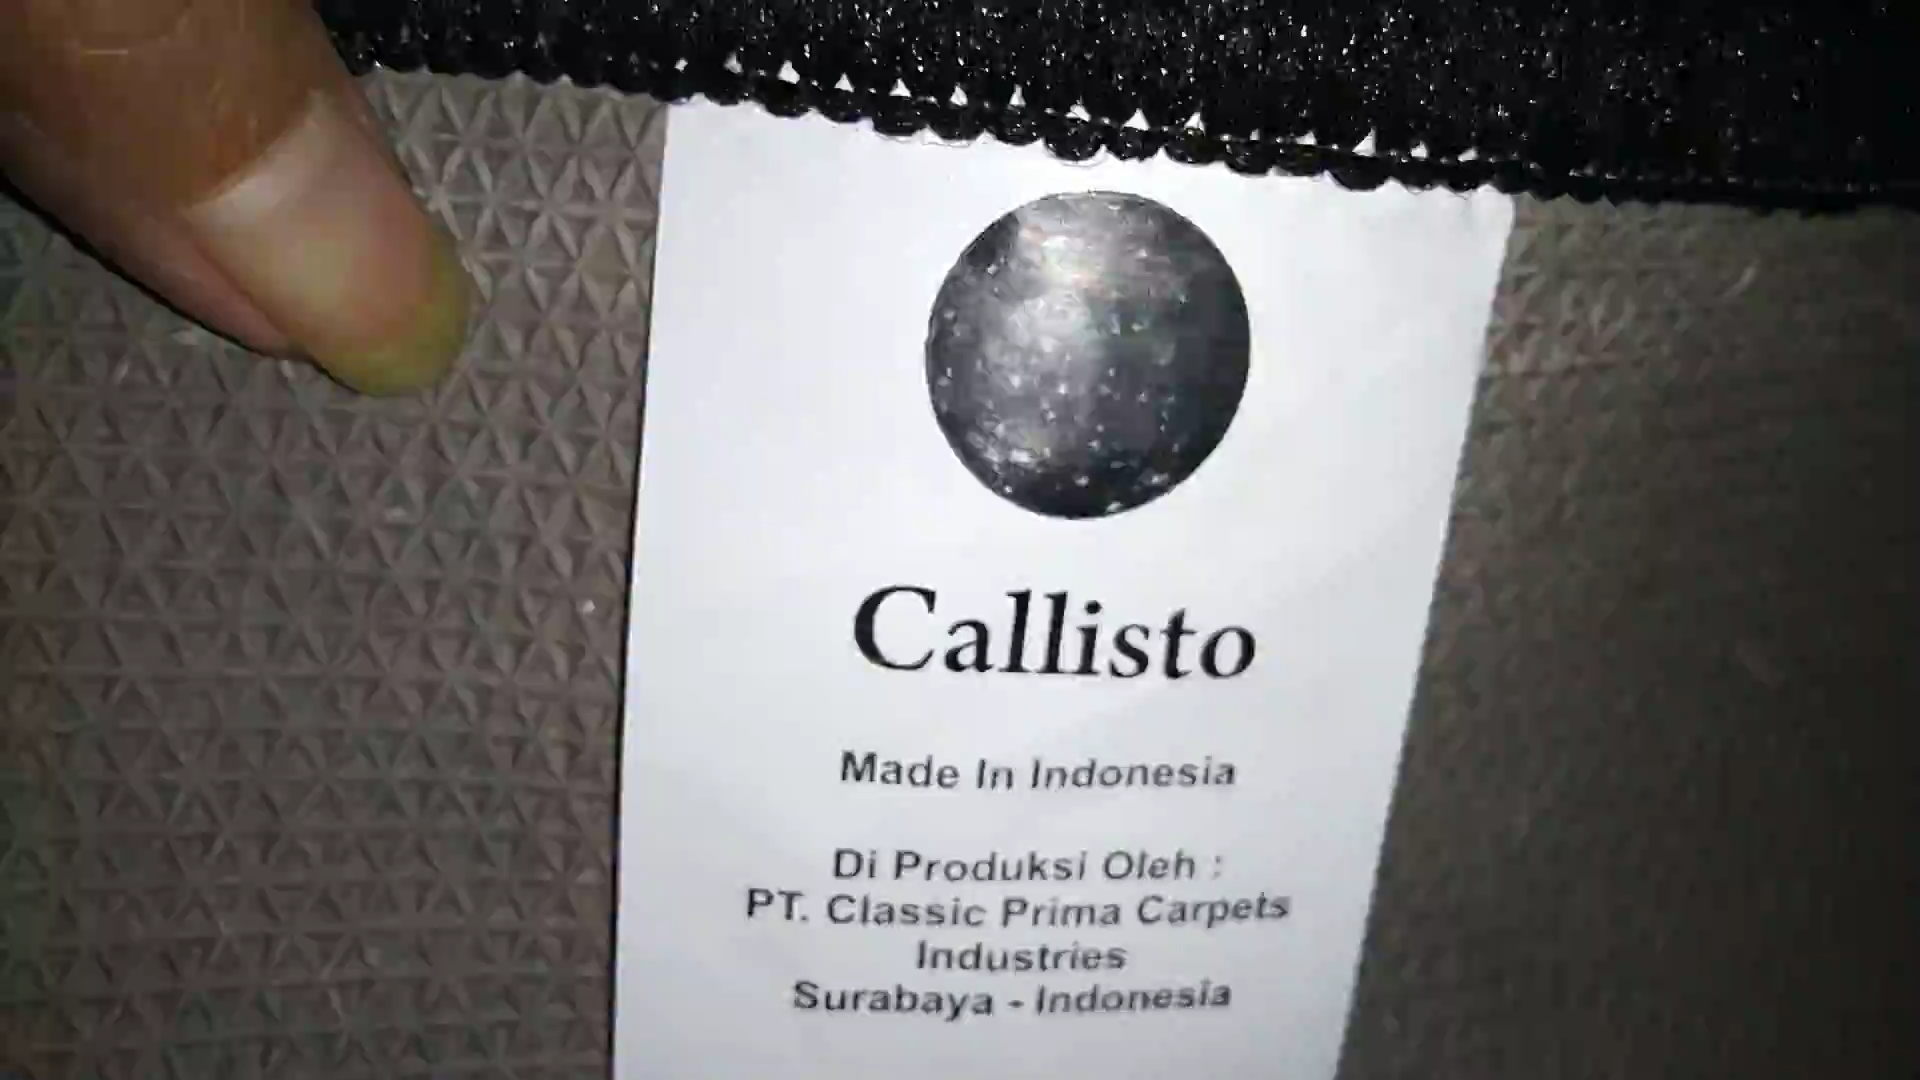 Callisto
Made In Indonesia
Di Produksi Oleh :
PT. Classic Prima Carpets
Industries
Surabaya - Indonesia